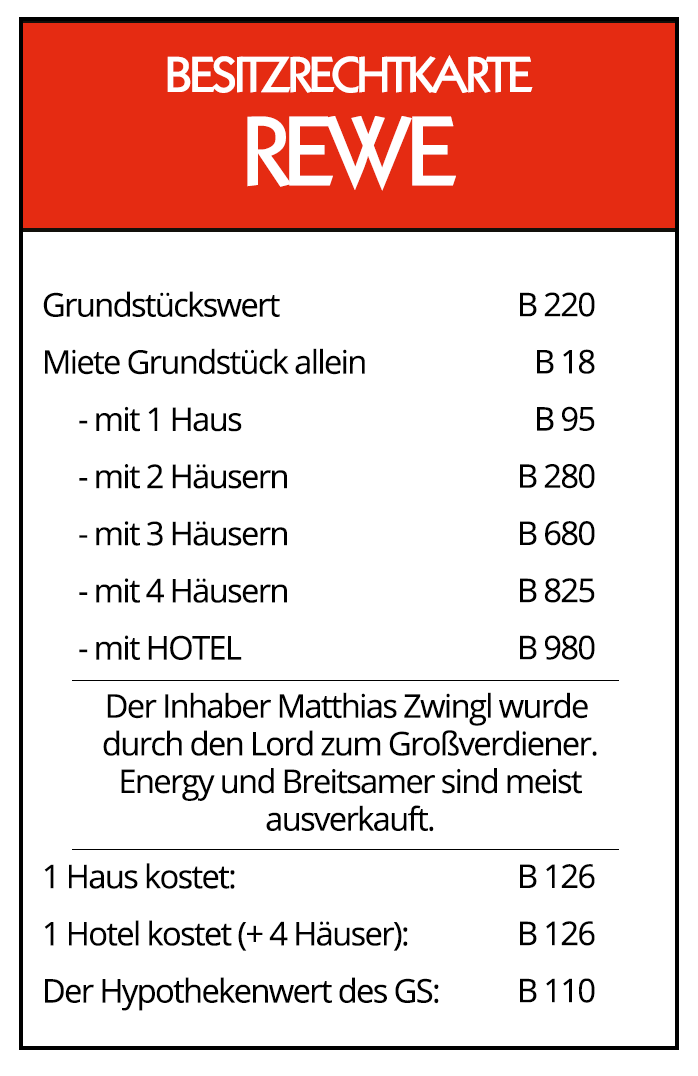 BESITZRECHTKARTE
REWE
Grundstückswert B 220
Miete Grundstück allein B 18
- mit 1 Haus B 95
- mit 2 Häusern B 280
- mit 3 Häusern B 680
- mit 4 Häusern B 825
- mit HOTEL B 980
Der Inhaber Matthias Zwingl wurde
durch den Lord zum Großverdiener.
Energy und Breitsamer sind meist
ausverkauft.
1 Haus kostet: B 126
1 Hotel kostet (+ 4 Häuser): B 126
Der Hypothekenwert des GS: B 110